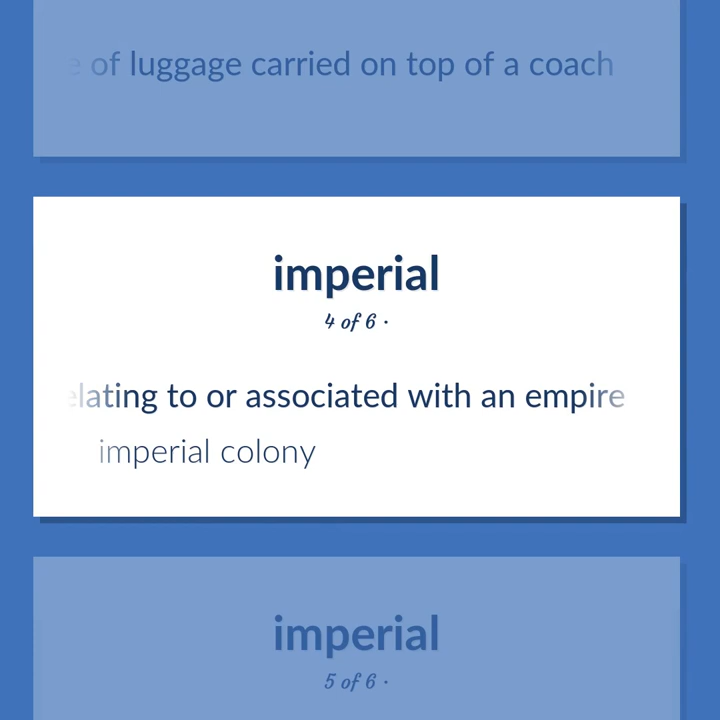 of luggage carried on top of a coach
imperial
4 of 6 ·
elating to or associated with an empire
imperial colony
imperial
5 of 6 ·